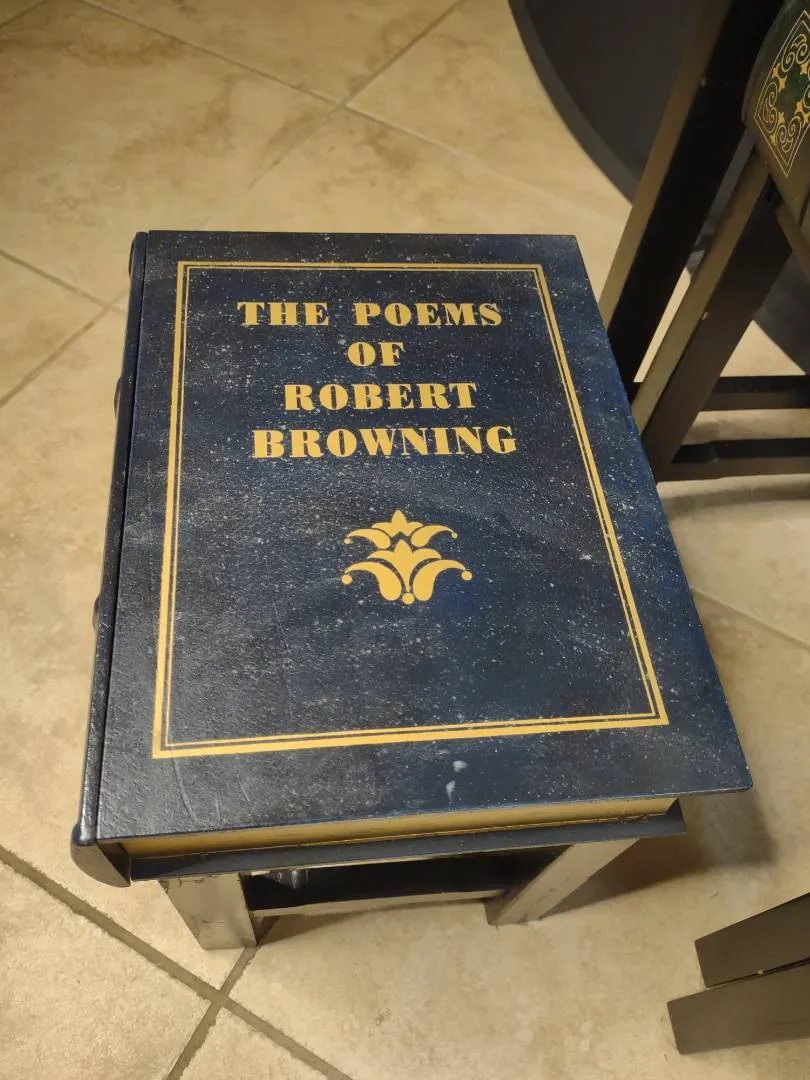 THE POEMS
OF
ROBERT
BROWNING